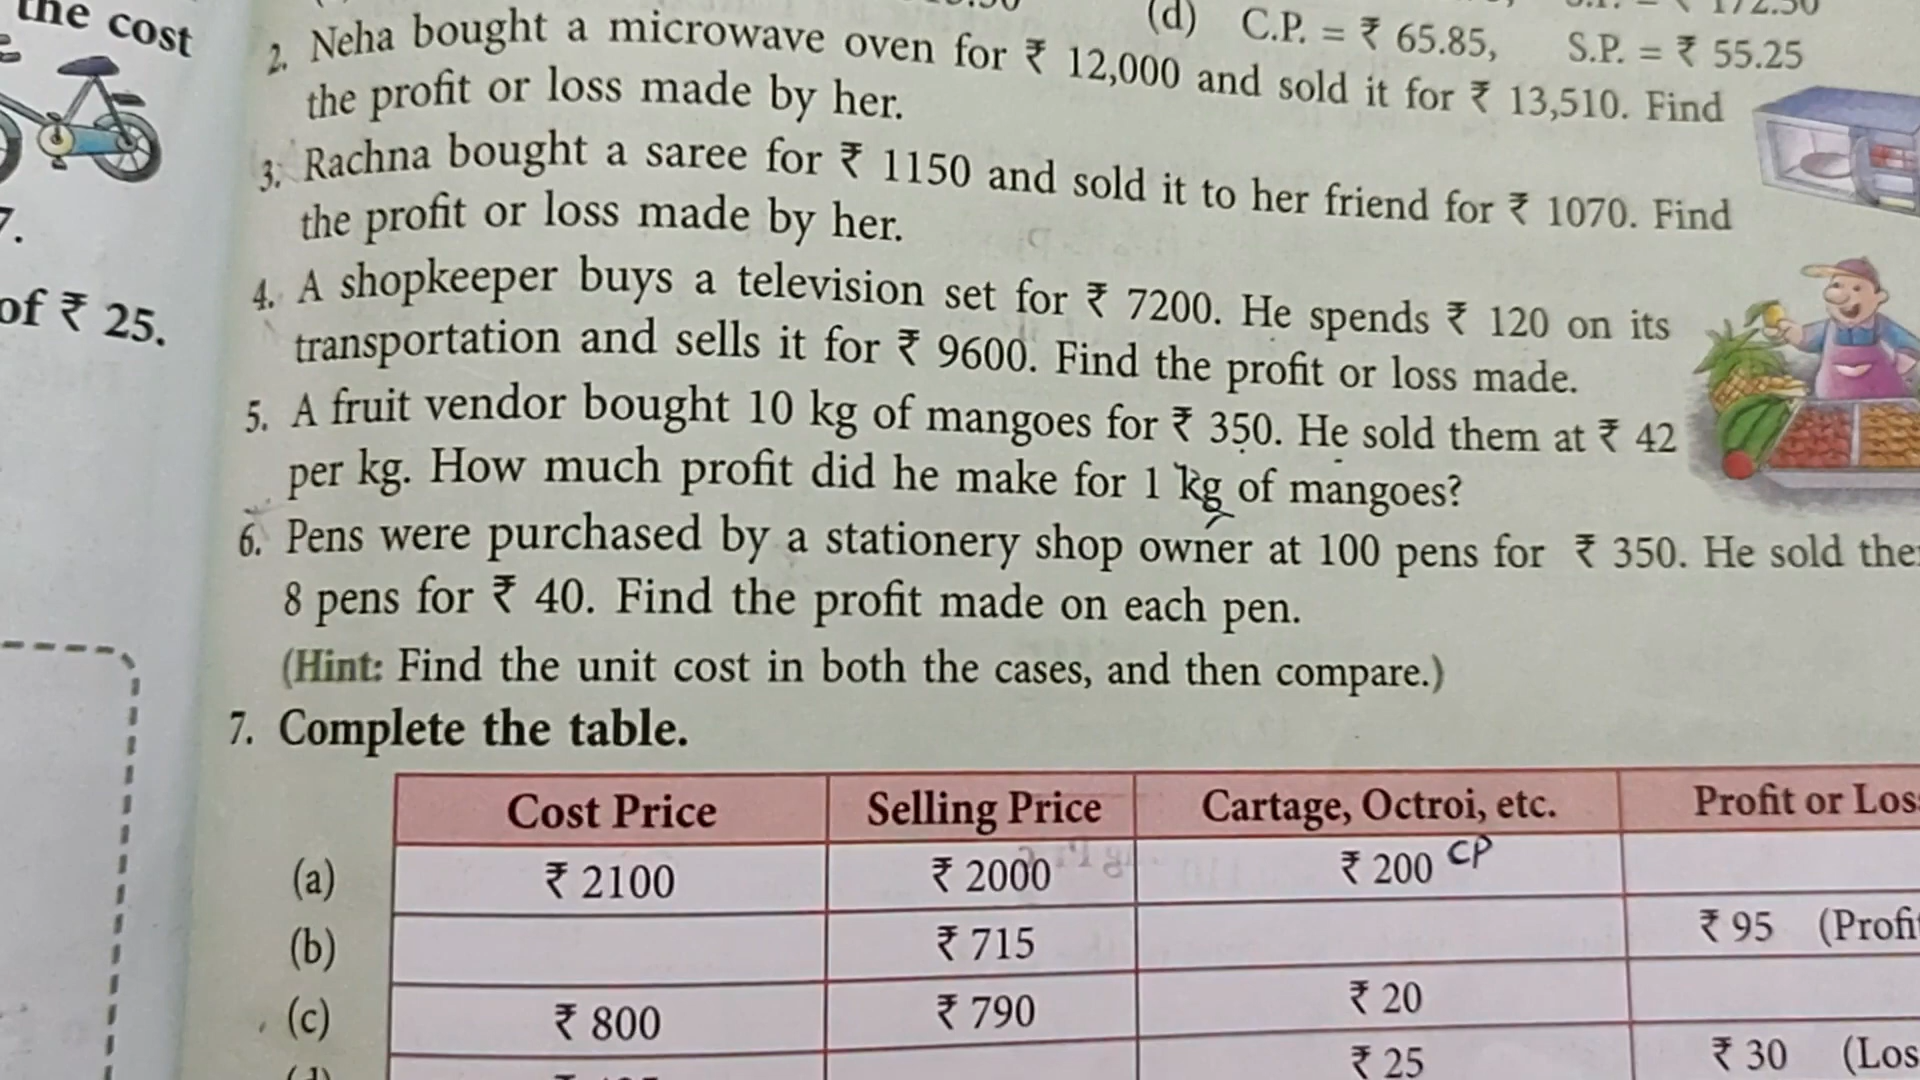 the cost
7.
of ₹ 25.
(d) C.P. = ₹ 65.85, S.P. = ₹ 55.25
2. Neha bought a microwave oven for ₹ 12,000 and sold it for ₹ 13,510. Find
the profit or loss made by her.
3. Rachna bought a saree for ₹ 1150 and sold it to her friend for ₹ 1070. Find
the profit or loss made by her.
4. A shopkeeper buys a television set for ₹ 7200. He spends ₹ 120 on its
transportation and sells it for ₹ 9600. Find the profit or loss made.
5. A fruit vendor bought 10 kg of mangoes for ₹ 350. He sold them at ₹ 42
per kg. How much profit did he make for 1 kg of mangoes?
6. Pens were purchased by a stationery shop owner at 100 pens for ₹ 350. He sold the
8 pens for ₹ 40. Find the profit made on each pen.
(Hint: Find the unit cost in both the cases, and then compare.)
7. Complete the table.
Cost Price Selling Price Cartage, Octroi, etc. Profit or Los
(a) ₹ 2100 ₹ 2000 ₹ 200 CP
(b) ₹ 715 ₹ 95 (Profi
(c) ₹ 800 ₹ 790 ₹ 20
₹ 25 ₹ 30 (Los